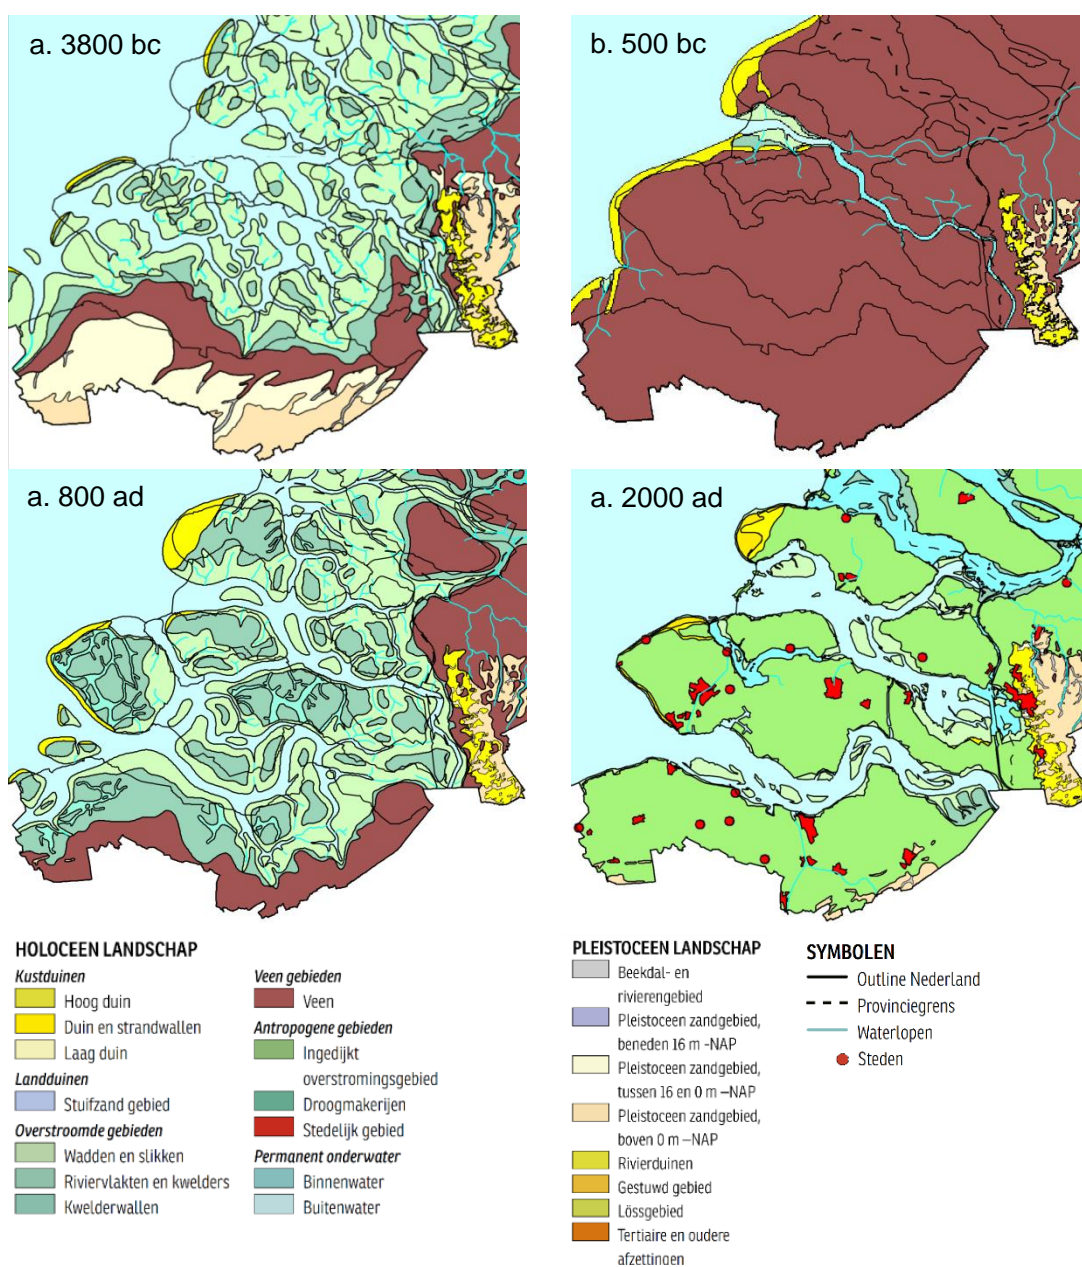 a. 3800 bc
b. 500 bc
a. 800 ad
a. 2000 ad
HOLOCEEN LANDSCHAP
Kustduinen
Hoog duin
Duin en strandwallen
Laag duin
Landduinen
Stuifzand gebied
Overstroomde gebieden
Wadden en slikken
Riviervlakten en kwelders
Kwelderwallen
Veen gebieden
Veen
Antropogene gebieden
Ingedijkt
overstromingsgebied
Droogmakerijen
Stedelijk gebied
Permanent onderwater
Binnenwater
Buitenwater
PLEISTOCEEN LANDSCHAP
Beekdal- en
rivierengebied
Pleistoceen zandgebied,
beneden 16 m -NAP
Pleistoceen zandgebied,
tussen 16 en 0 m –NAP
Pleistoceen zandgebied,
boven 0 m –NAP
Rivierduinen
Gestuwd gebied
Lössgebied
Tertiaire en oudere
afzettingen
SYMBOLEN
Outline Nederland
Provinciegrens
Waterlopen
Steden